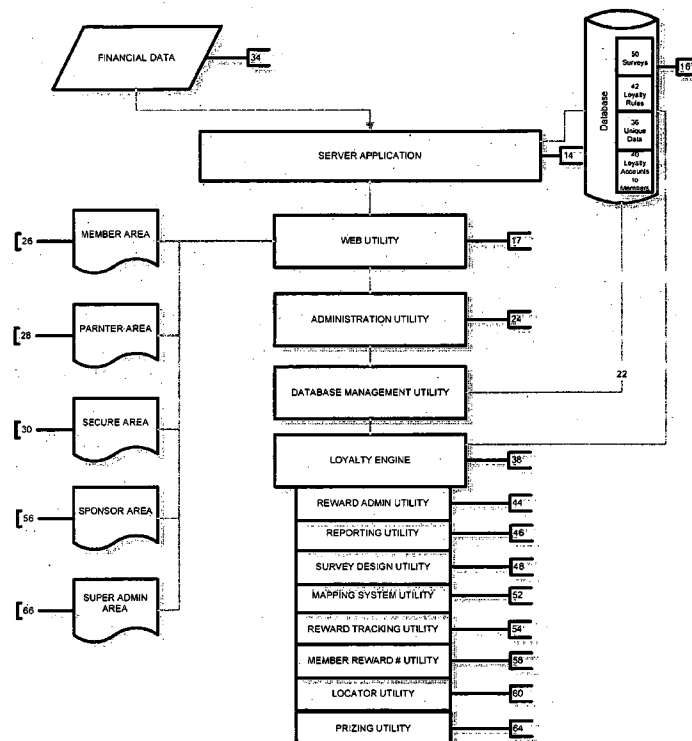 FINANCIAL DATA
34
Database
50
Surveys
42
Loyalty
Rules
36
Unique
Data
40
Loyalty
Accounts
to
Members
16
SERVER APPLICATION
14
MEMBER AREA
26
WEB UTILITY
17
PARNTER AREA
28
ADMINISTRATION UTILITY
24
DATABASE MANAGEMENT UTILITY
22
SECURE AREA
30
LOYALTY ENGINE
38
SPONSOR AREA
56
REWARD ADMIN UTILITY
44
REPORTING UTILITY
46
SURVEY DESIGN UTILITY
48
SUPER ADMIN
AREA
66
MAPPING SYSTEM UTILITY
52
REWARD TRACKING UTILITY
54
MEMBER REWARD # UTILITY
58
LOCATOR UTILITY
60
PRIZING UTILITY
64